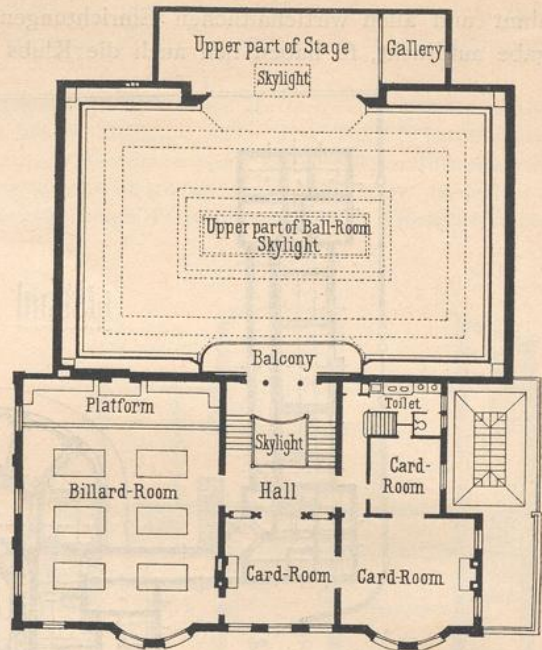 Upper part of Stage
Gallery
Skylight
Upper part of Ball-Room
Skylight
Balcony
Platform
Toilet
Skylight
Card-
Room
Billard-Room
Hall
Card-Room
Card-Room